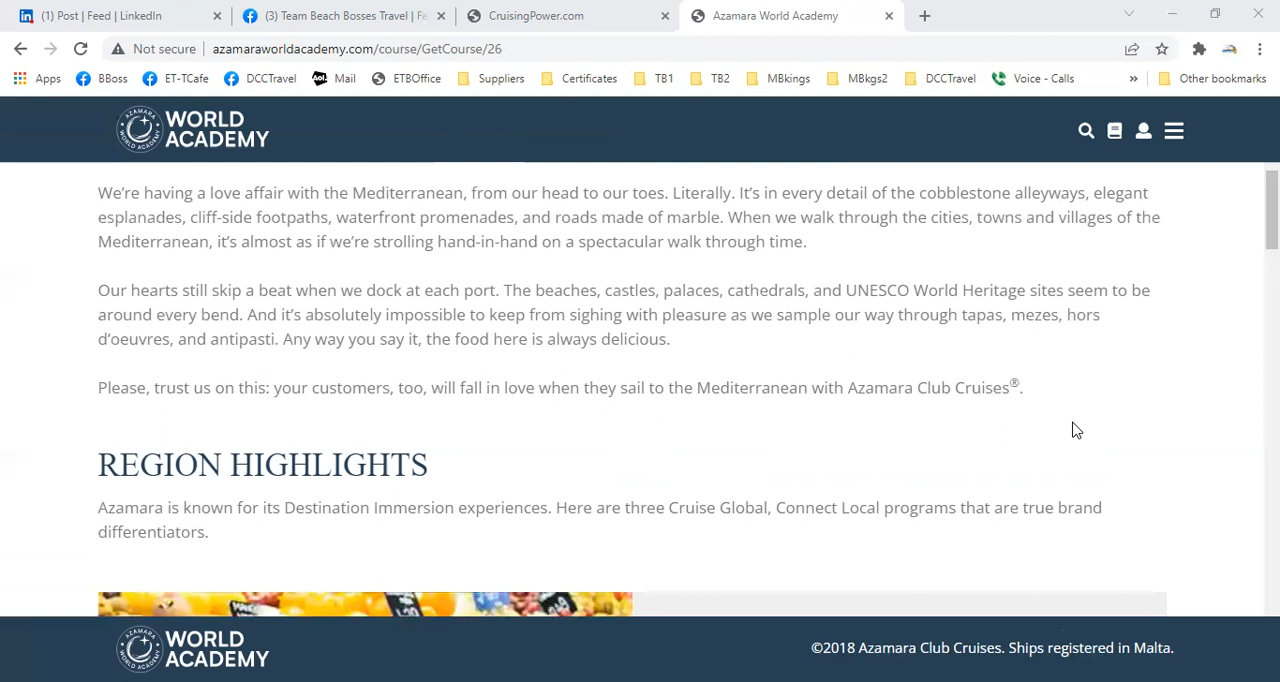 (1) Post | Feed | LinkedIn
(3) Team Beach Bosses Travel | Fa
CruisingPower.com
Azamara World Academy
Not secure
azamaraworldacademy.com/course/GetCourse/26
Apps
BBoss
ET-TCafe
DCCTravel
Aol.
Mail
ETBOffice
Suppliers
Certificates
TB1
TB2
MBkings
MBkgs2
DCCTravel
Voice - Calls
»
Other bookmarks
AZAMARA WORLD ACADEMY
WORLD
ACADEMY
We're having a love affair with the Mediterranean, from our head to our toes. Literally. It's in every detail of the cobblestone alleyways, elegant
esplanades, cliff-side footpaths, waterfront promenades, and roads made of marble. When we walk through the cities, towns and villages of the
Mediterranean, it's almost as if we're strolling hand-in-hand on a spectacular walk through time.
Our hearts still skip a beat when we dock at each port. The beaches, castles, palaces, cathedrals, and UNESCO World Heritage sites seem to be
around every bend. And it's absolutely impossible to keep from sighing with pleasure as we sample our way through tapas, mezes, hors
d'oeuvres, and antipasti. Any way you say it, the food here is always delicious.
Please, trust us on this: your customers, too, will fall in love when they sail to the Mediterranean with Azamara Club Cruises®.
REGION HIGHLIGHTS
Azamara is known for its Destination Immersion experiences. Here are three Cruise Global, Connect Local programs that are true brand
differentiators.
AZAMARA WORLD ACADEMY
WORLD
ACADEMY
©2018 Azamara Club Cruises. Ships registered in Malta.